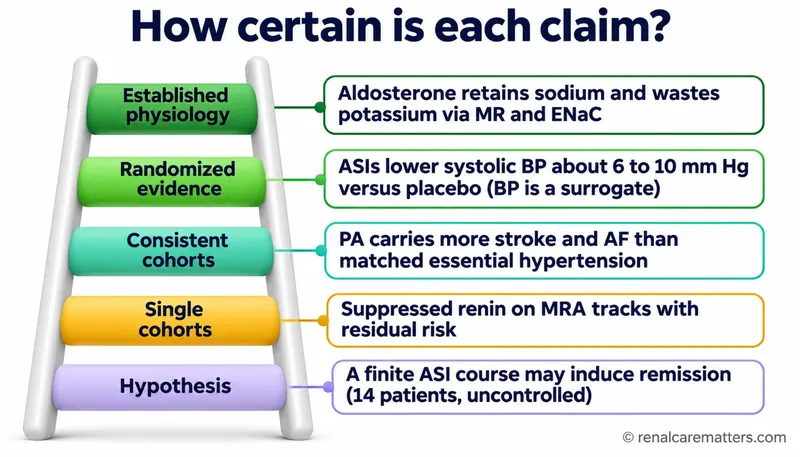 How certain is each claim?
Established
physiology
Aldosterone retains sodium and wastes
potassium via MR and ENaC
Randomized
evidence
ASIs lower systolic BP about 6 to 10 mm Hg
versus placebo (BP is a surrogate)
Consistent
cohorts
PA carries more stroke and AF than
matched essential hypertension
Single
cohorts
Suppressed renin on MRA tracks with
residual risk
Hypothesis
A finite ASI course may induce remission
(14 patients, uncontrolled)
© renalcarematters.com